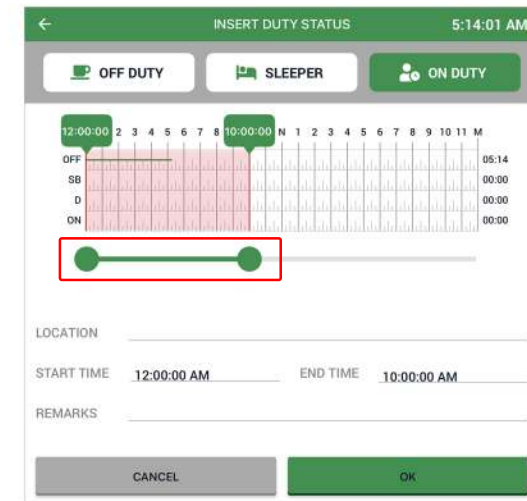 INSERT DUTY STATUS 5:14:01 AM
OFF DUTY SLEEPER ON DUTY
12:00:00 2 3 4 5 6 7 8 10:00:00 N 1 2 3 4 5 6 7 8 9 10 11 M
OFF 05:14
SB 00:00
D 00:00
ON 00:00
LOCATION
START TIME 12:00:00 AM END TIME 10:00:00 AM
REMARKS
CANCEL OK